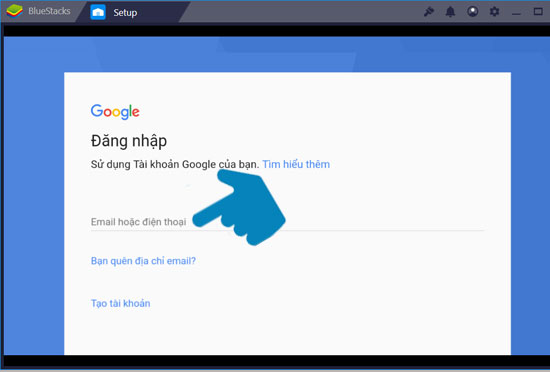 BlueStacks
Setup
Google
Đăng nhập
Sử dụng Tài khoản Google của bạn. Tìm hiểu thêm
Email hoặc điện thoại
Bạn quên địa chỉ email?
Tạo tài khoản